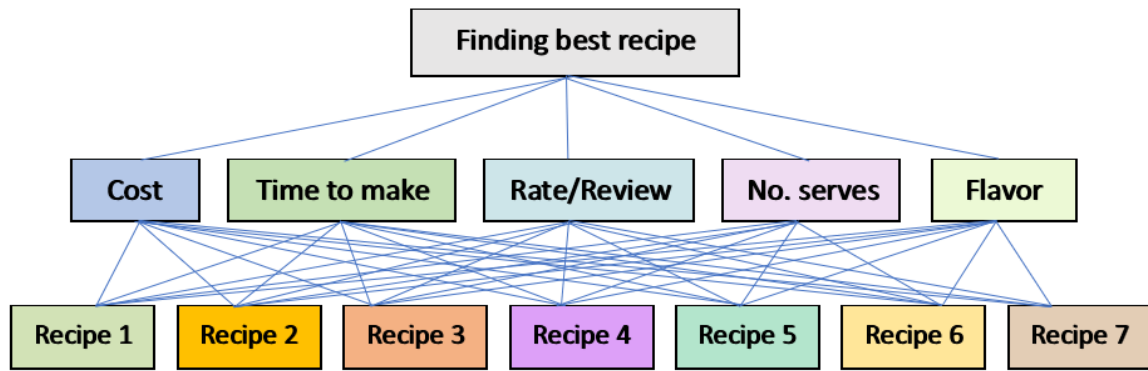 Finding best recipe
Cost
Time to make
Rate/Review
No. serves
Flavor
Recipe 1
Recipe 2
Recipe 3
Recipe 4
Recipe 5
Recipe 6
Recipe 7